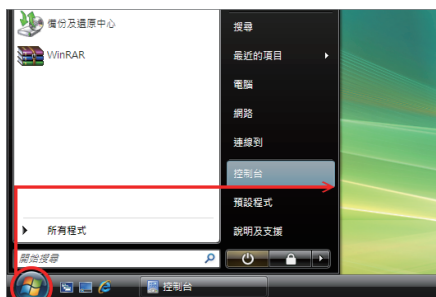 備份及還原中心
WinRAR
所有程式
開始搜尋
搜尋
最近的項目
電腦
網路
連線到
控制台
預設程式
說明及支援
控制台